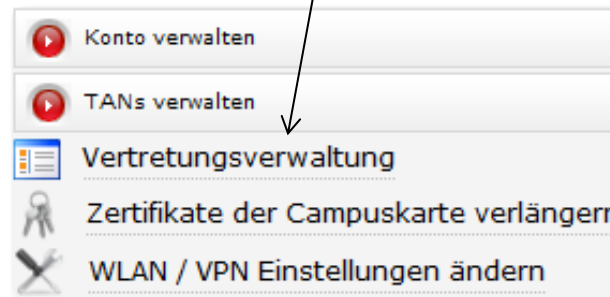 Konto verwalten
TANs verwalten
Vertretungsverwaltung
Zertifikate der Campuskarte verlängern
WLAN / VPN Einstellungen ändern